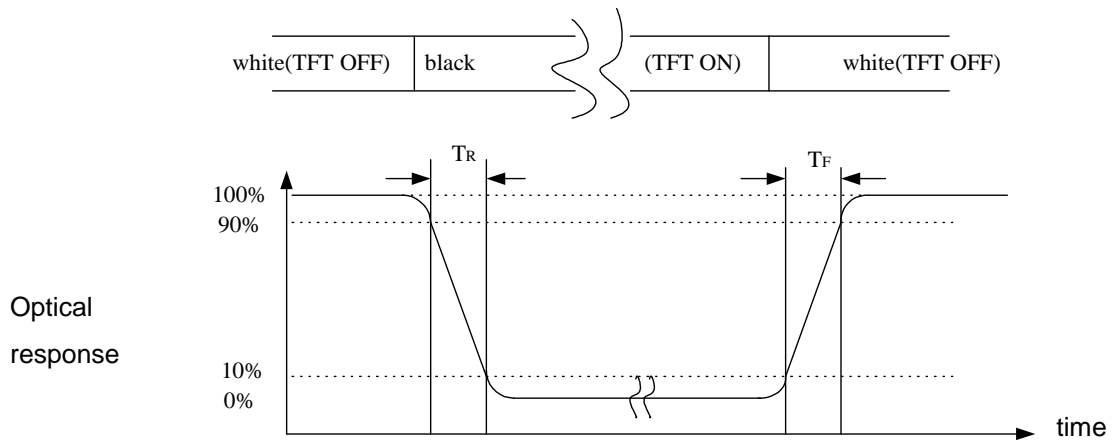 white(TFT OFF) black (TFT ON) white(TFT OFF)
TR TF
100%
90%
Optical
response
10%
0%
time